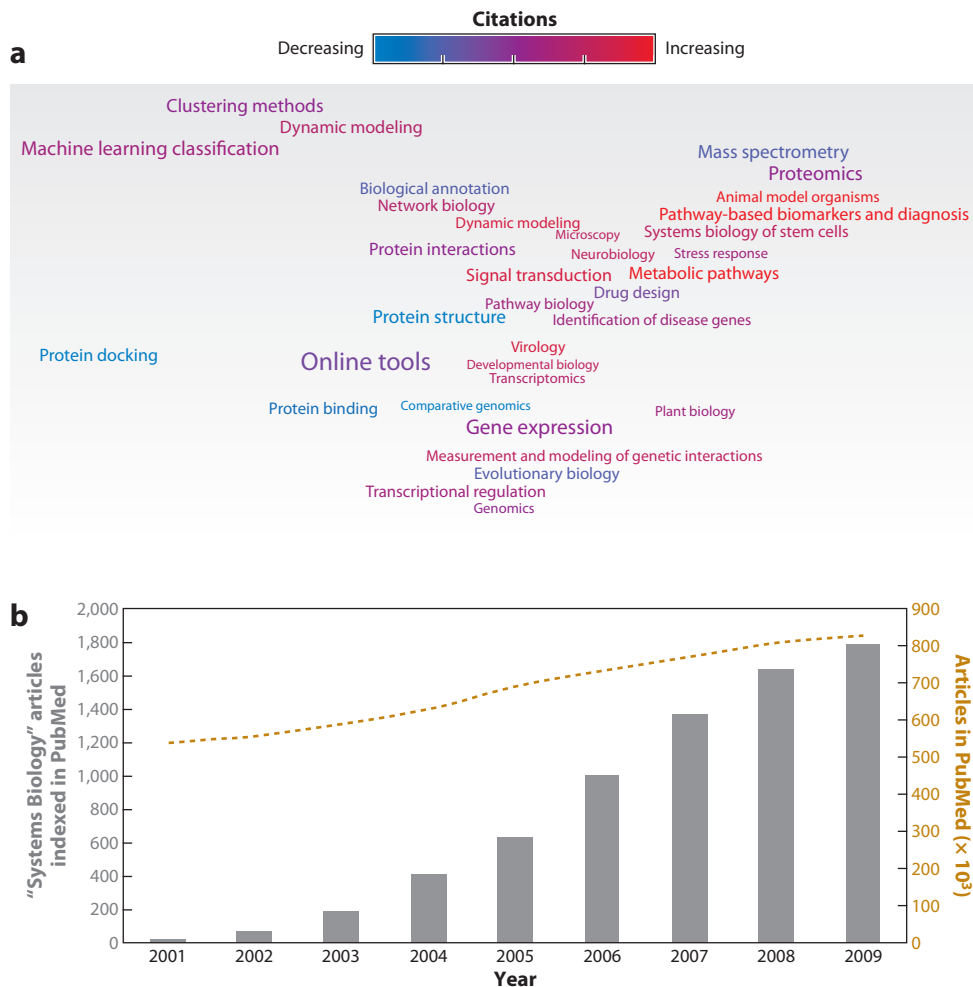 Citations
Decreasing
Increasing
a
Clustering methods
Dynamic modeling
Machine learning classification
Mass spectrometry
Proteomics
Biological annotation
Animal model organisms
Network biology
Pathway-based biomarkers and diagnosis
Dynamic modeling
Systems biology of stem cells
Microscopy
Protein interactions
Neurobiology
Stress response
Signal transduction
Metabolic pathways
Drug design
Pathway biology
Protein structure
Identification of disease genes
Virology
Protein docking
Online tools
Developmental biology
Transcriptomics
Protein binding
Comparative genomics
Plant biology
Gene expression
Measurement and modeling of genetic interactions
Evolutionary biology
Transcriptional regulation
Genomics
b
"Systems Biology" articles
indexed in PubMed
2,000
1,800
1,600
1,400
1,200
1,000
800
600
400
200
0
900
800
700
600
500
400
300
200
100
0
Articles in PubMed (× 10³)
2001
2002
2003
2004
2005
2006
2007
2008
2009
Year